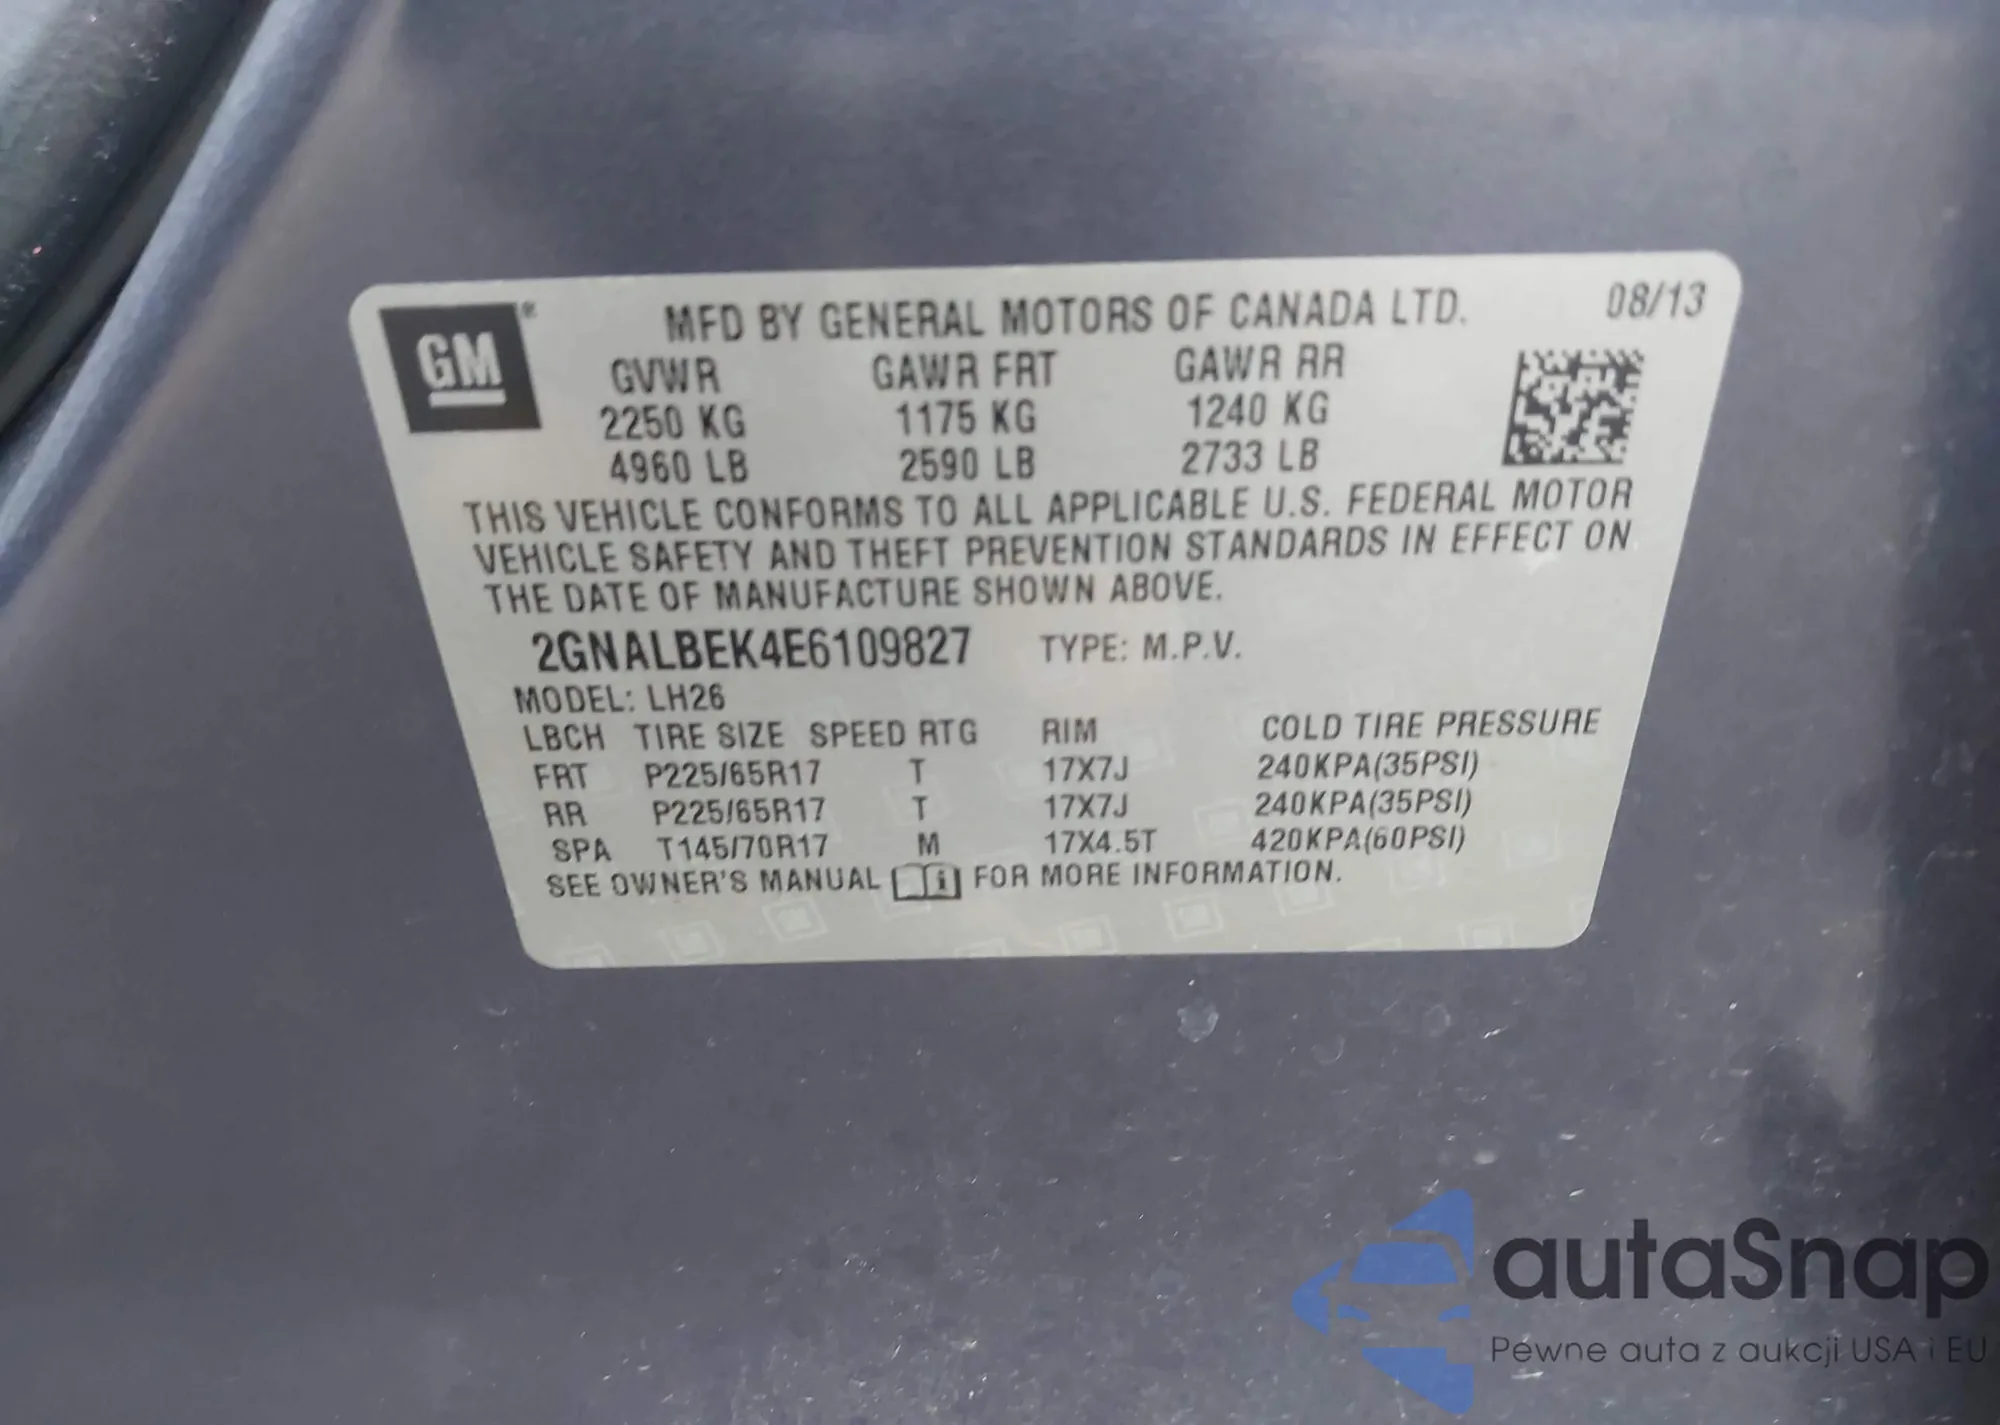 GM®
MFD BY GENERAL MOTORS OF CANADA LTD. 08/13
GVWR GAWR FRT GAWR RR
2250 KG 1175 KG 1240 KG
4960 LB 2590 LB 2733 LB
THIS VEHICLE CONFORMS TO ALL APPLICABLE U.S. FEDERAL MOTOR
VEHICLE SAFETY AND THEFT PREVENTION STANDARDS IN EFFECT ON
THE DATE OF MANUFACTURE SHOWN ABOVE.
2GNALBEK4E6109827 TYPE: M.P.V.
MODEL: LH26
LBCH TIRE SIZE SPEED RTG RIM COLD TIRE PRESSURE
FRT P225/65R17 T 17X7J 240KPA(35PSI)
RR P225/65R17 T 17X7J 240KPA(35PSI)
SPA T145/70R17 M 17X4.5T 420KPA(60PSI)
SEE OWNER'S MANUAL i FOR MORE INFORMATION.
autaSnap
Pewne auta z aukcji USA i EU